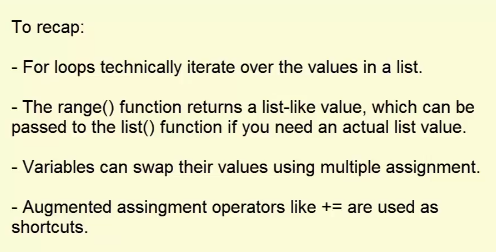 To recap:
- For loops technically iterate over the values in a list.
- The range() function returns a list-like value, which can be
passed to the list() function if you need an actual list value.
- Variables can swap their values using multiple assignment.
- Augmented assingment operators like += are used as
shortcuts.